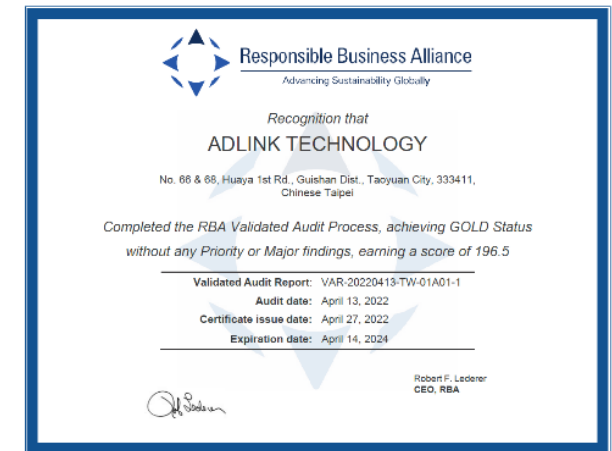 Responsible Business Alliance
Advancing Sustainability Globally
Recognition that
ADLINK TECHNOLOGY
No. 66 & 68, Huaya 1st Rd., Guishan Dist., Taoyuan City, 333411,
Chinese Taipei
Completed the RBA Validated Audit Process, achieving GOLD Status
without any Priority or Major findings, earning a score of 196.5
Validated Audit Report: VAR-20220413-TW-01A01-1
Audit date: April 13, 2022
Certificate issue date: April 27, 2022
Expiration date: April 14, 2024
Robert F. Lederer
CEO, RBA